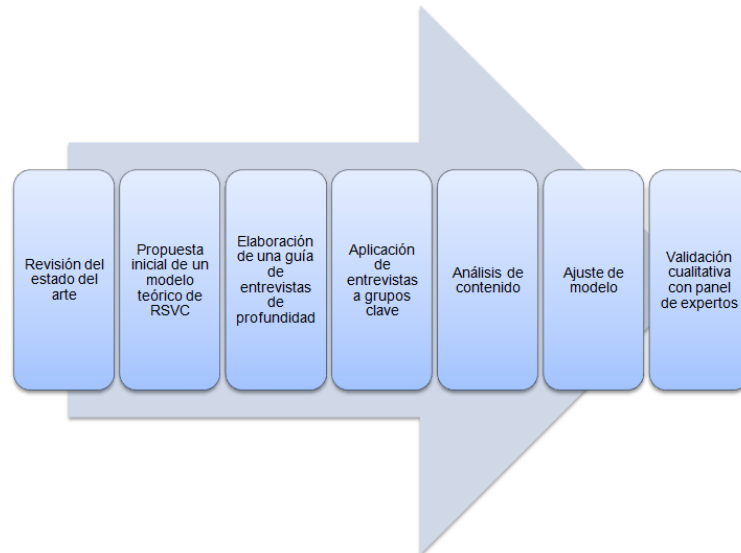 Revisión del
estado del
arte
Propuesta
inicial de un
modelo
teórico de
RSVC
Elaboración
de una guía
de
entrevistas
de
profundidad
Aplicación
de
entrevistas
a grupos
clave
Análisis de
contenido
Ajuste de
modelo
Validación
cualitativa
con panel
de expertos